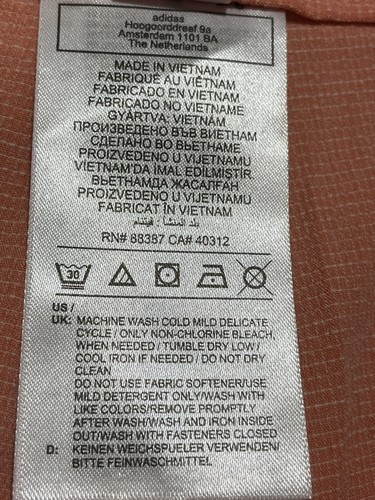 adidas
Hoogoorddreef 9a
Amsterdam 1101 BA
The Netherlands
MADE IN VIETNAM
FABRIQUÉ AU VIÊTNAM
FABRICADO EN VIETNAM
FABRICADO NO VIETNAME
GYÁRTVA: VIETNÁM
ПРОИЗВЕДЕНО ВЪВ ВИЕТНАМ
СДЕЛАНО ВО ВЬЕТНАМЕ
PROIZVEDENO U VIJETNAMU
VİETNAM'DA İMAL EDİLMİŞTİR.
ВЬЕТНАМДА ЖАСАЛҒАН
PROIZVEDENO U VIJETNAMU
FABRICAT ÎN VIETNAM
بلد المنشأ : فيتنام
RN# 88387 CA# 40312
30
US /
UK: MACHINE WASH COLD MILD DELICATE
CYCLE / ONLY NON-CHLORINE BLEACH,
WHEN NEEDED / TUMBLE DRY LOW /
COOL IRON IF NEEDED / DO NOT DRY
CLEAN
DO NOT USE FABRIC SOFTENER/USE
MILD DETERGENT ONLY/WASH WITH
LIKE COLORS/REMOVE PROMPTLY
AFTER WASH/WASH AND IRON INSIDE
OUT/WASH WITH FASTENERS CLOSED
D: KEINEN WEICHSPUELER VERWENDEN/
BITTE FEINWASCHMITTEL